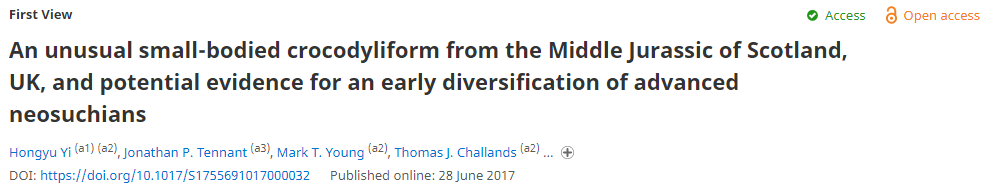 First View
Access
Open access
An unusual small-bodied crocodyliform from the Middle Jurassic of Scotland,
UK, and potential evidence for an early diversification of advanced
neosuchians
Hongyu Yi (a1) (a2), Jonathan P. Tennant (a3), Mark T. Young (a2), Thomas J. Challands (a2) ...
DOI: https://doi.org/10.1017/S1755691017000032 Published online: 28 June 2017